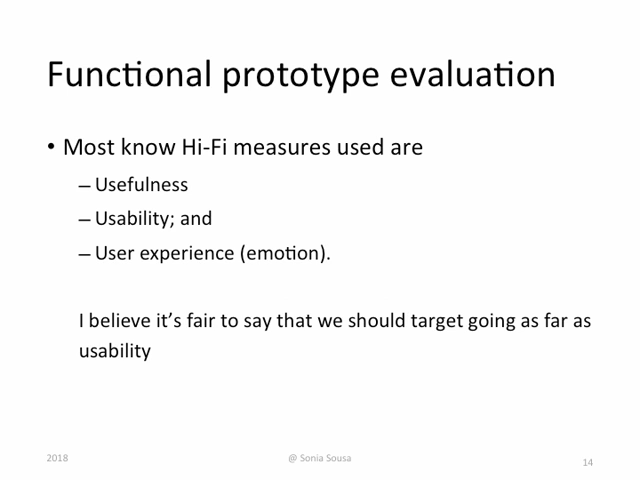 Functional prototype evaluation
• Most know Hi-Fi measures used are
– Usefulness
– Usability; and
– User experience (emotion).
I believe it’s fair to say that we should target going as far as
usability
2018
@ Sonia Sousa
14